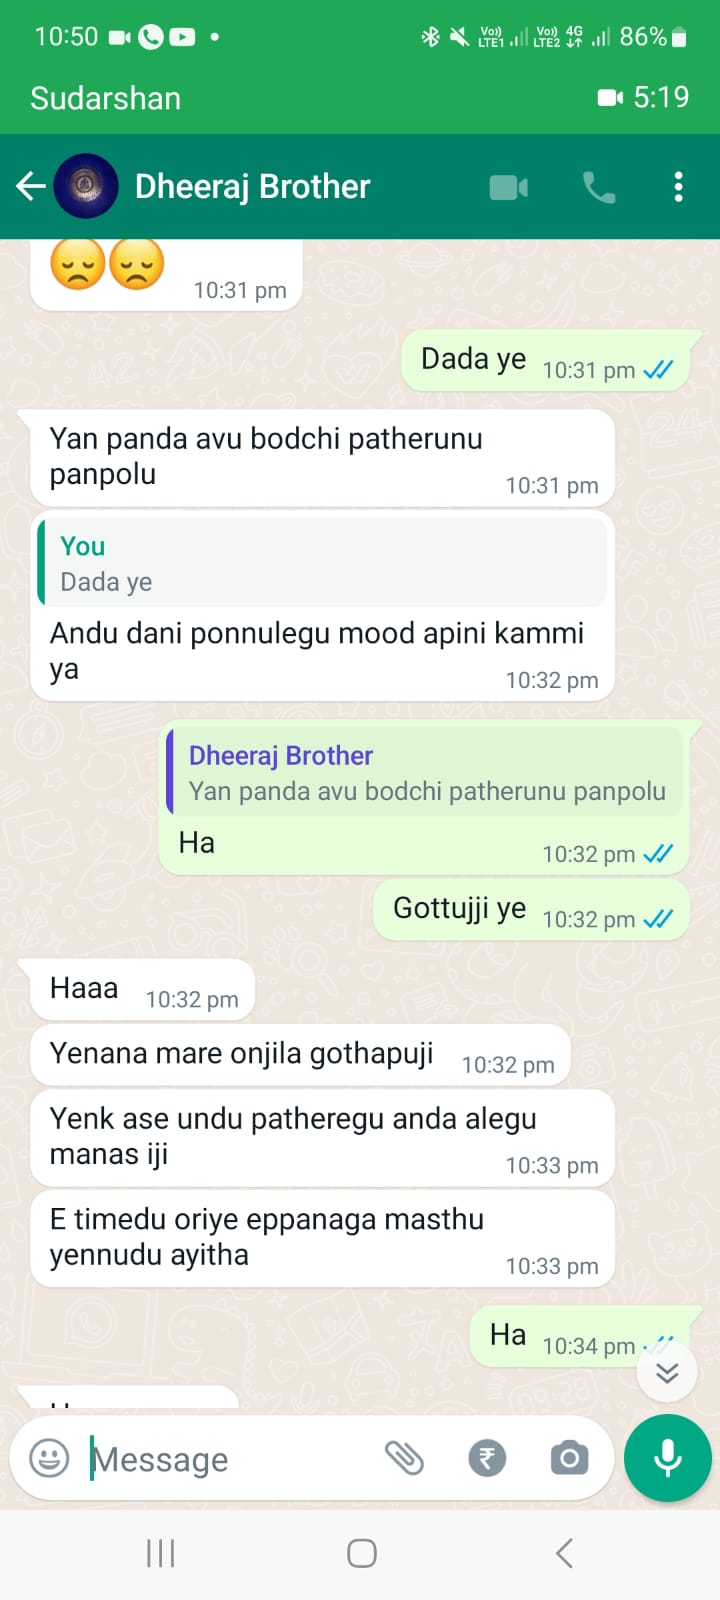 10:50
Vo)) LTE1 Vo)) LTE2 4G 86%
Sudarshan 5:19
Dheeraj Brother
10:31 pm
Dada ye 10:31 pm
Yan panda avu bodchi patherunu
panpolu 10:31 pm
You
Dada ye
Andu dani ponnulegu mood apini kammi
ya 10:32 pm
Dheeraj Brother
Yan panda avu bodchi patherunu panpolu
Ha 10:32 pm
Gottujji ye 10:32 pm
Haaa 10:32 pm
Yenana mare onjila gothapuji 10:32 pm
Yenk ase undu patheregu anda alegu
manas iji 10:33 pm
E timedu oriye eppanaga masthu
yennudu ayitha 10:33 pm
Ha 10:34 pm
Message